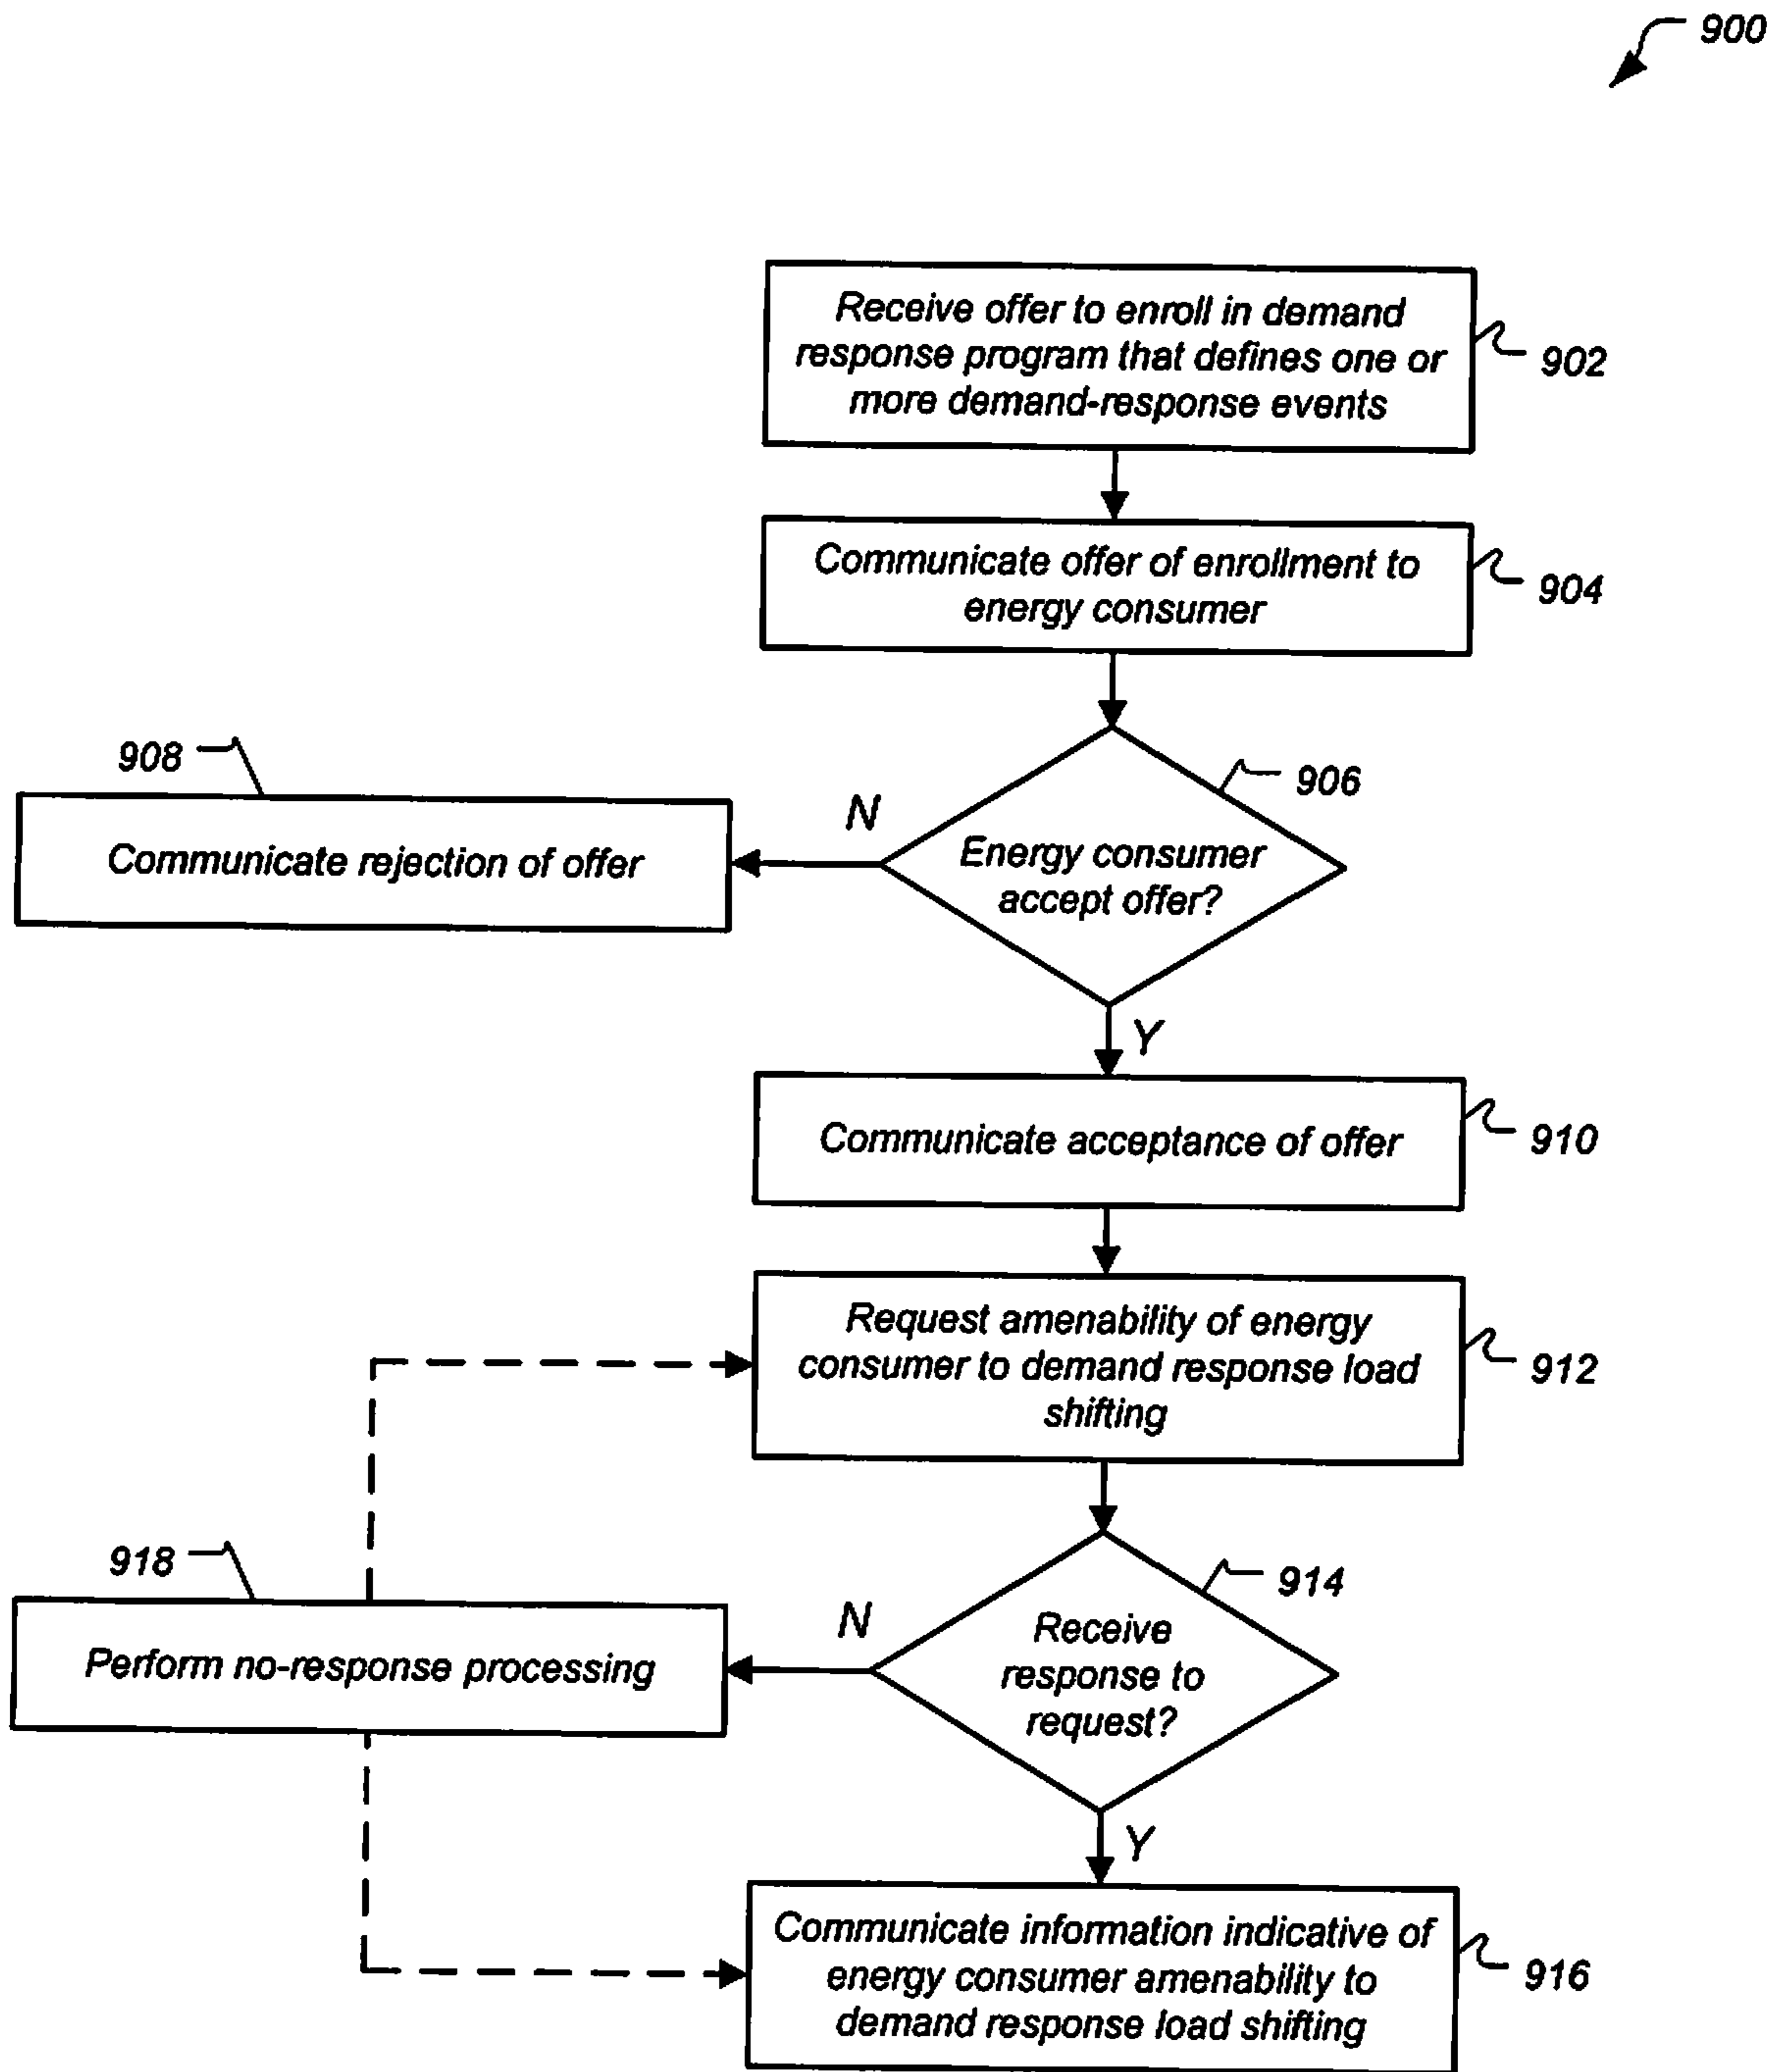 900
Receive offer to enroll in demand
response program that defines one or
more demand-response events
902
Communicate offer of enrollment to
energy consumer
904
906
Energy consumer
accept offer?
N
908
Communicate rejection of offer
Y
Communicate acceptance of offer
910
Request amenability of energy
consumer to demand response load
shifting
912
914
Receive
response to
request?
N
918
Perform no-response processing
Y
Communicate information indicative of
energy consumer amenability to
demand response load shifting
916